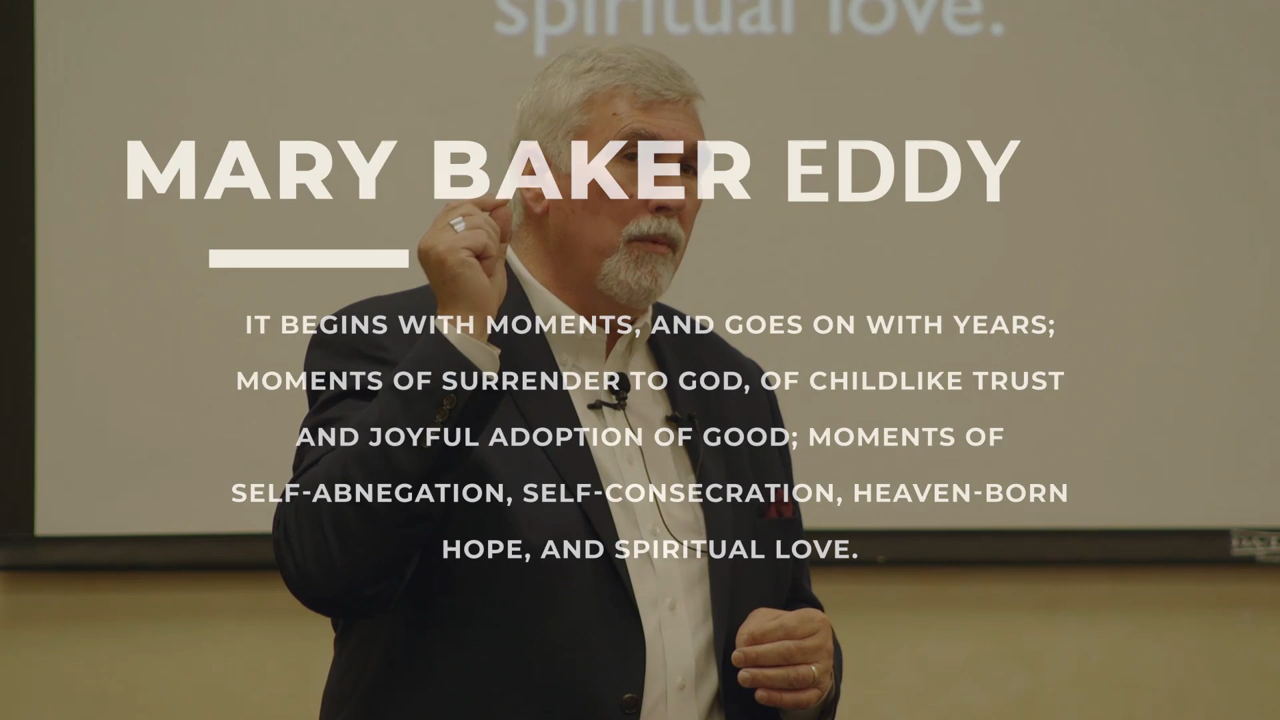 spiritual love.
MARY BAKER EDDY
IT BEGINS WITH MOMENTS, AND GOES ON WITH YEARS;
MOMENTS OF SURRENDER TO GOD, OF CHILDLIKE TRUST
AND JOYFUL ADOPTION OF GOOD; MOMENTS OF
SELF-ABNEGATION, SELF-CONSECRATION, HEAVEN-BORN
HOPE, AND SPIRITUAL LOVE.